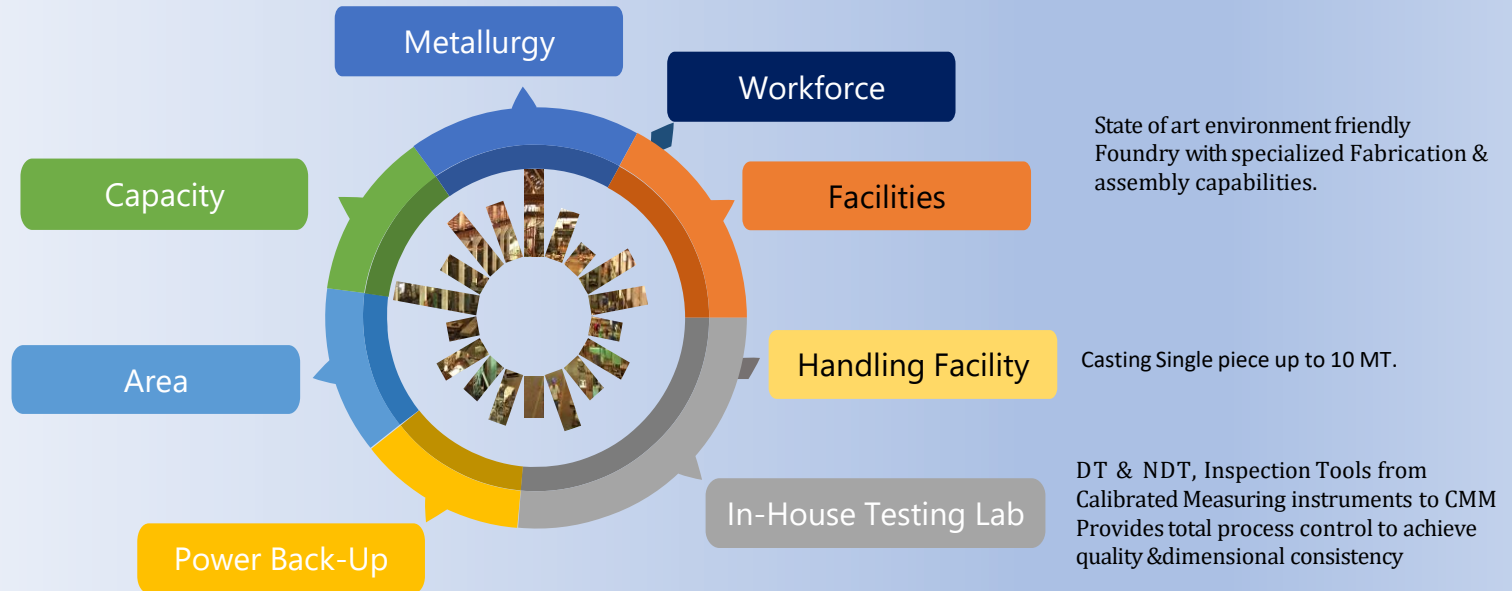 Metallurgy
Workforce
State of art environment friendly
Foundry with specialized Fabrication &
assembly capabilities.
Capacity
Facilities
Handling Facility
Casting Single piece up to 10 MT.
Area
DT & NDT, Inspection Tools from
Calibrated Measuring instruments to CMM
Provides total process control to achieve
quality &dimensional consistency
In-House Testing Lab
Power Back-Up